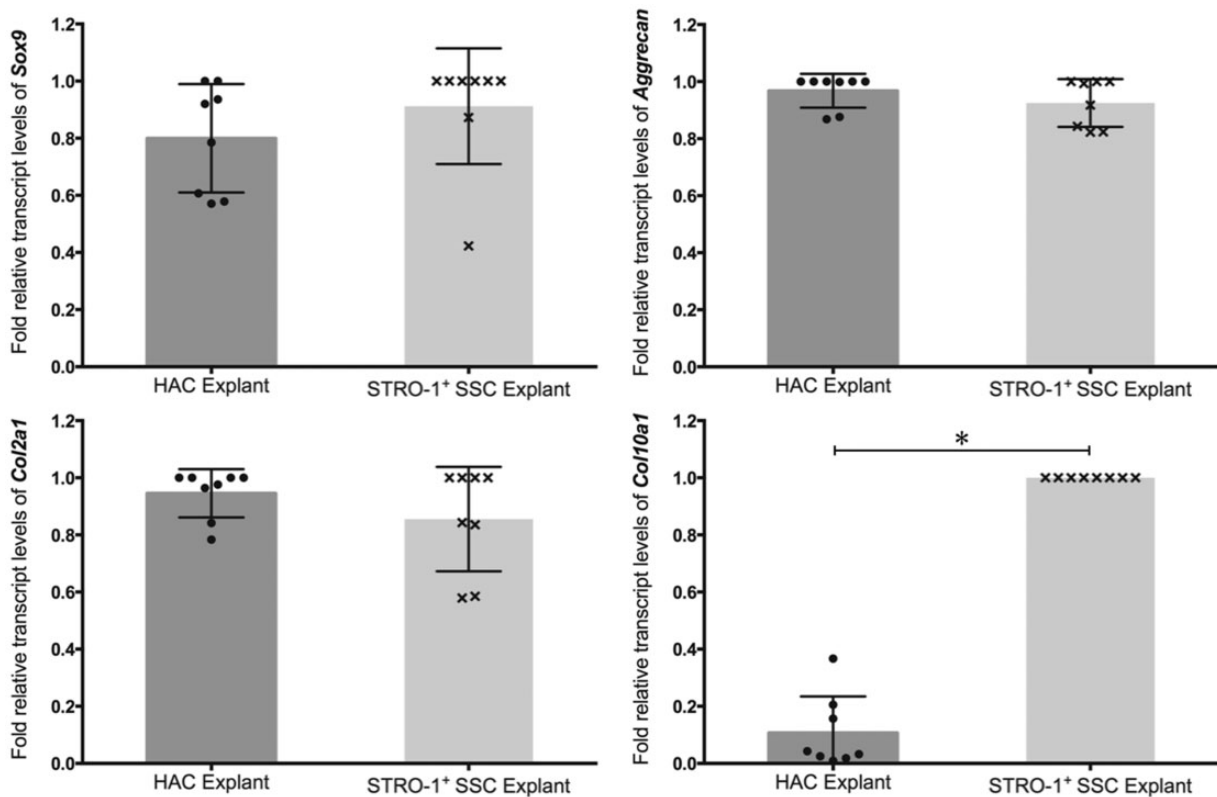 Fold relative transcript levels of Sox9
1.2
1.0
0.8
0.6
0.4
0.2
0.0
HAC Explant
STRO-1⁺ SSC Explant
Fold relative transcript levels of Aggrecan
1.2
1.0
0.8
0.6
0.4
0.2
0.0
HAC Explant
STRO-1⁺ SSC Explant
Fold relative transcript levels of Col2a1
1.2
1.0
0.8
0.6
0.4
0.2
0.0
HAC Explant
STRO-1⁺ SSC Explant
Fold relative transcript levels of Col10a1
1.2
1.0
0.8
0.6
0.4
0.2
0.0
*
HAC Explant
STRO-1⁺ SSC Explant